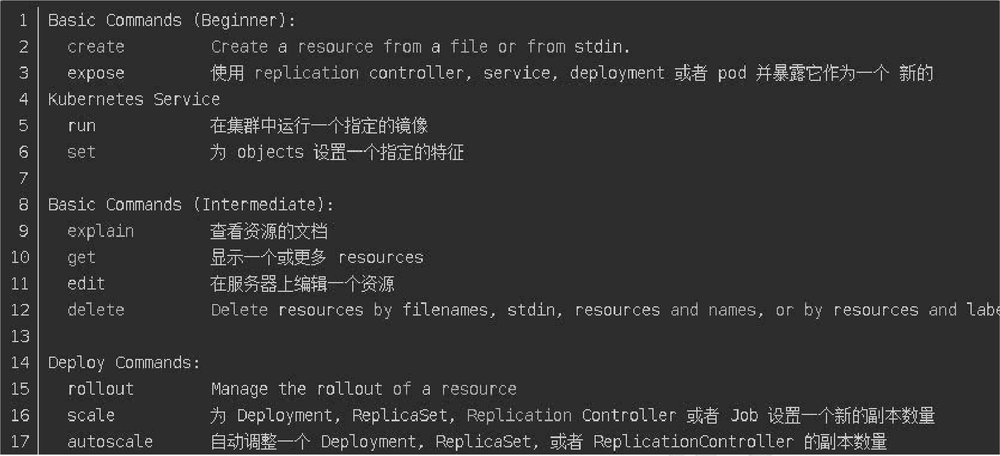 1 Basic Commands (Beginner):
2   create         Create a resource from a file or from stdin.
3   expose         使用 replication controller, service, deployment 或者 pod 并暴露它作为一个 新的
4 Kubernetes Service
5   run            在集群中运行一个指定的镜像
6   set            为 objects 设置一个指定的特征
7
8 Basic Commands (Intermediate):
9   explain        查看资源的文档
10   get            显示一个或更多 resources
11   edit           在服务器上编辑一个资源
12   delete         Delete resources by filenames, stdin, resources and names, or by resources and labe
13
14 Deploy Commands:
15   rollout        Manage the rollout of a resource
16   scale          为 Deployment, ReplicaSet, Replication Controller 或者 Job 设置一个新的副本数量
17   autoscale      自动调整一个 Deployment, ReplicaSet, 或者 ReplicationController 的副本数量